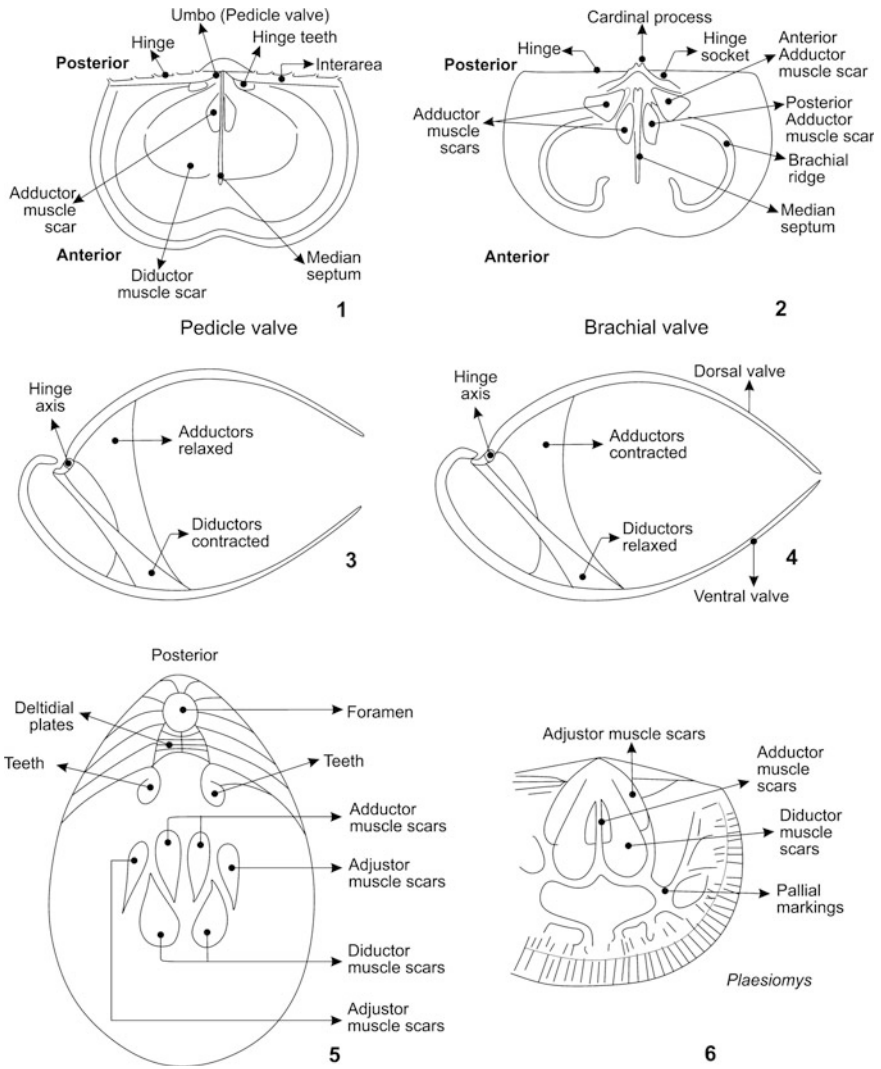 Umbo (Pedicle valve)
Hinge
Hinge teeth
Posterior
Interarea
Adductor
muscle
scar
Anterior
Diductor
muscle scar
Median
septum
1
Pedicle valve
Cardinal process
Hinge
Hinge
socket
Anterior
Adductor
muscle scar
Posterior
Adductor
muscle
scars
Posterior
Adductor
muscle scar
Brachial
ridge
Median
septum
Anterior
2
Brachial valve
Hinge
axis
Adductors
relaxed
Diductors
contracted
3
Hinge
axis
Dorsal valve
Adductors
contracted
Diductors
relaxed
4
Ventral valve
Posterior
Deltidial
plates
Foramen
Teeth
Teeth
Adductor
muscle scars
Adjustor
muscle scars
Diductor
muscle scars
Adjustor
muscle scars
5
Adjustor muscle scars
Adductor
muscle
scars
Diductor
muscle
scars
Pallial
markings
Plaesiomys
6